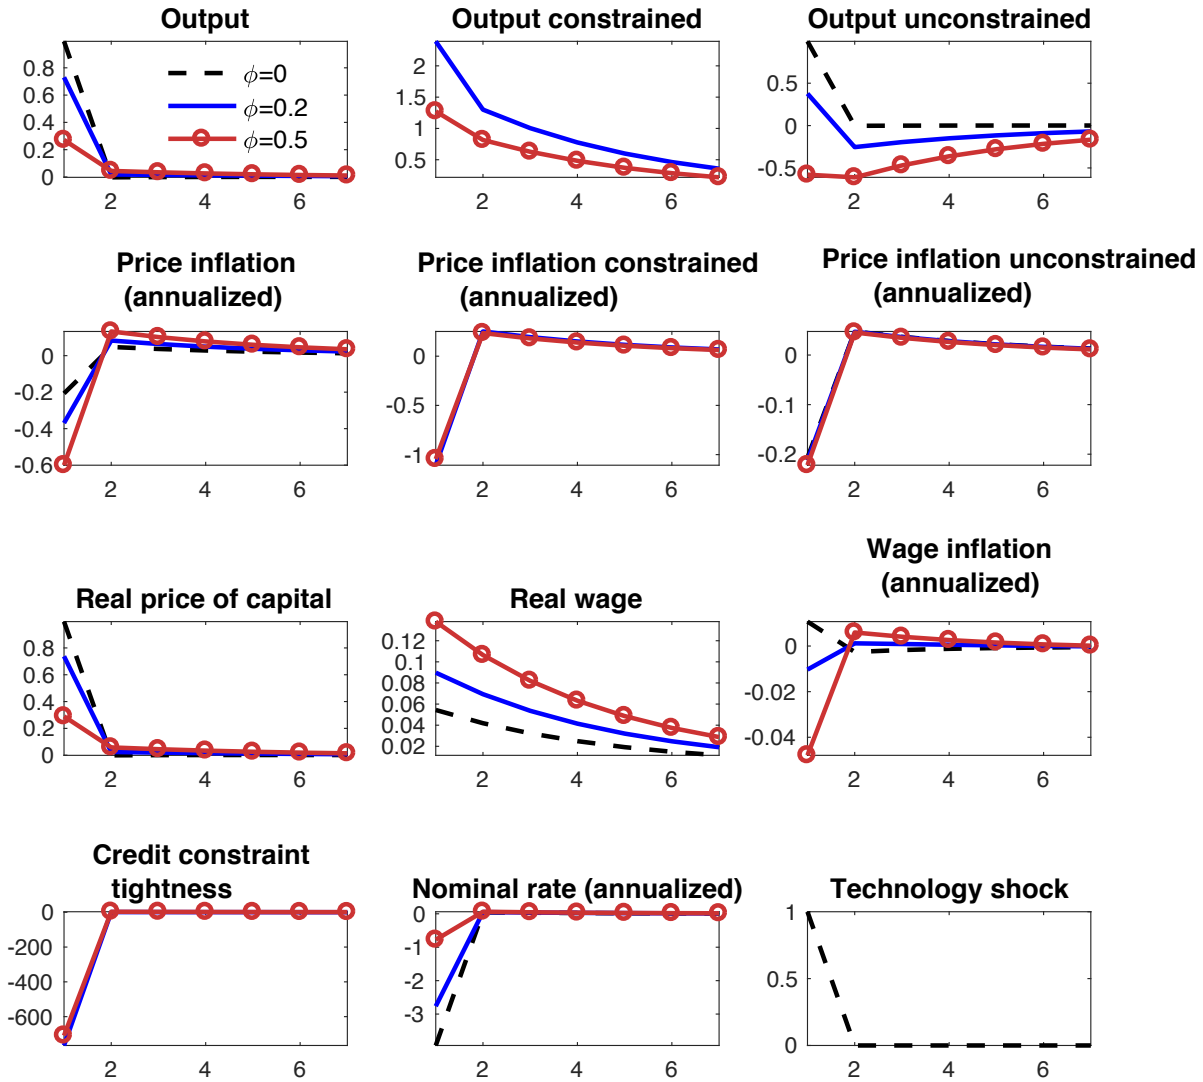 Output
Output constrained
Output unconstrained
0.8
0.6
0.4
0.2
0
ϕ=0
ϕ=0.2
ϕ=0.5
2
1.5
1
0.5
0.5
0
-0.5
2 4 6
2 4 6
2 4 6
Price inflation
(annualized)
Price inflation constrained
(annualized)
Price inflation unconstrained
(annualized)
0
-0.2
-0.4
-0.6
0
-0.5
-1
0
-0.1
-0.2
2 4 6
2 4 6
2 4 6
Real price of capital
Real wage
Wage inflation
(annualized)
0.8
0.6
0.4
0.2
0
0.12
0.1
0.08
0.06
0.04
0.02
0
-0.02
-0.04
2 4 6
2 4 6
2 4 6
Credit constraint
tightness
Nominal rate (annualized)
Technology shock
0
-200
-400
-600
0
-1
-2
-3
1
0.5
0
2 4 6
2 4 6
2 4 6